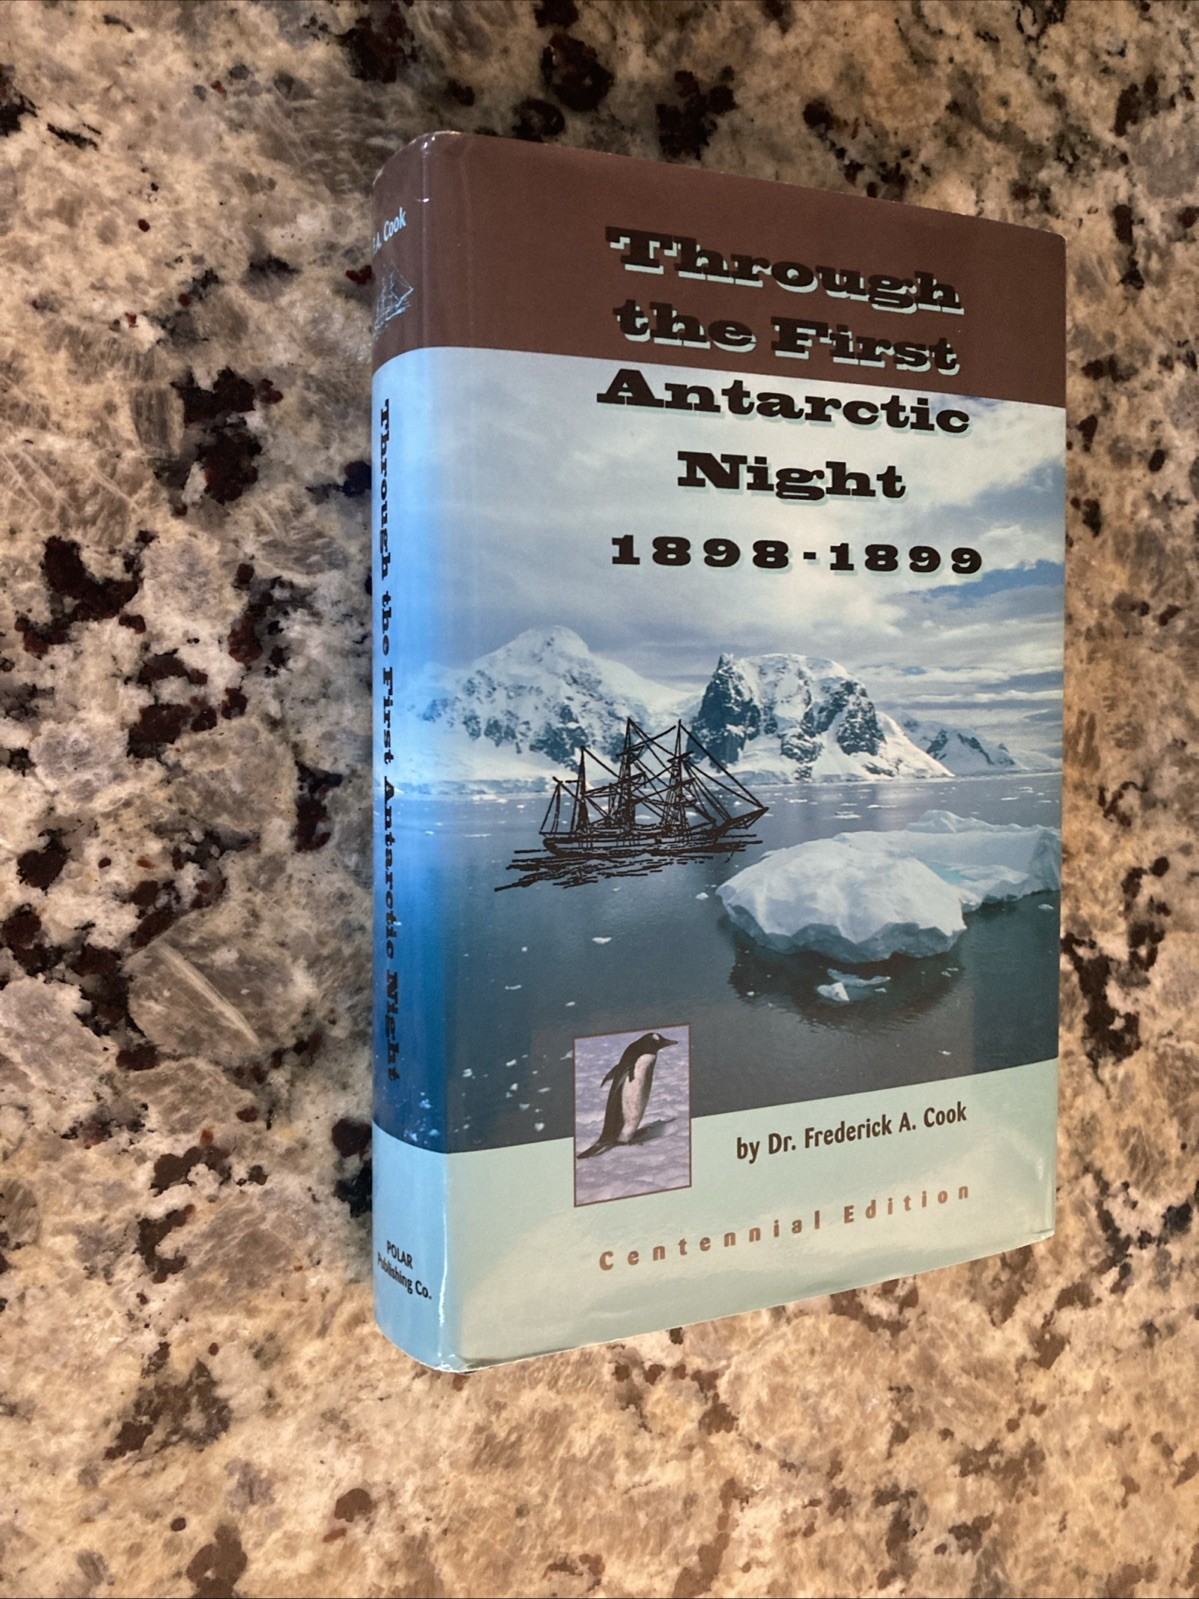 Through
the First
Antarctic
Night
1898-1899
by Dr. Frederick A. Cook
Centennial Edition
A. Cook
Through the First Antarctic Night
POLAR
Publishing Co.